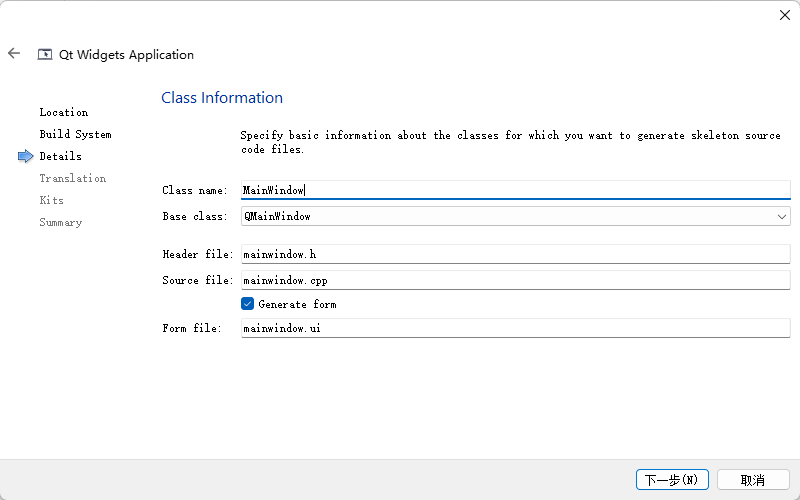 Qt Widgets Application
Location
Build System
Details
Translation
Kits
Summary
Class Information
Specify basic information about the classes for which you want to generate skeleton source
code files.
Class name: MainWindow
Base class: QMainWindow
Header file: mainwindow.h
Source file: mainwindow.cpp
Generate form
Form file: mainwindow.ui
下一步(N)
取消